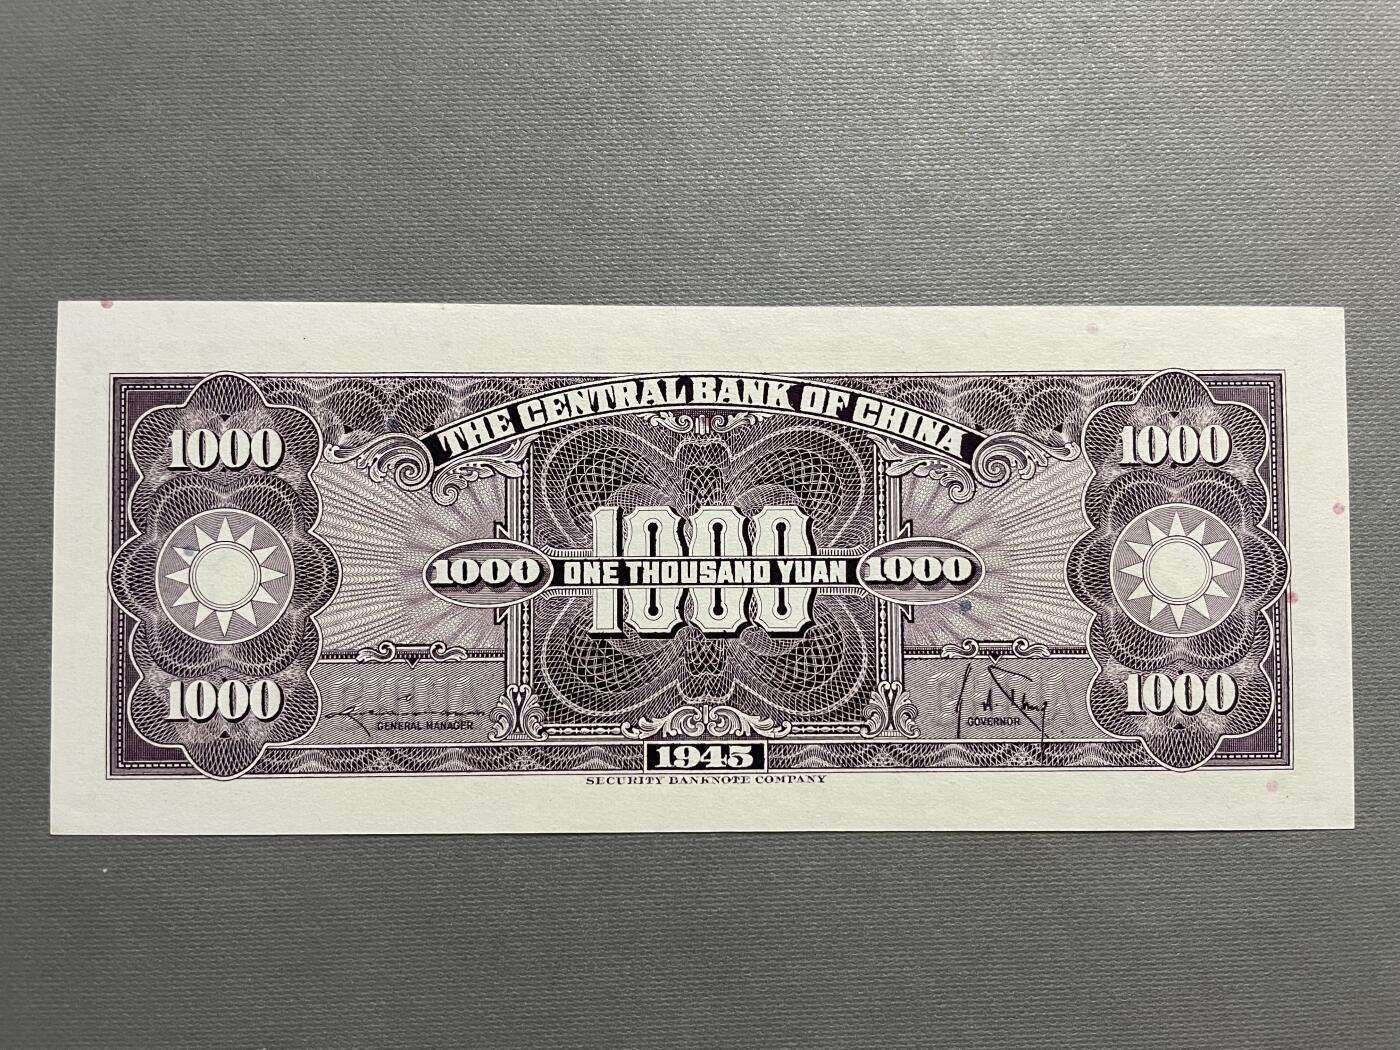 THE CENTRAL BANK OF CHINA
1000 1000
1000
1000 ONE THOUSAND YUAN 1000
1000 1000
GENERAL MANAGER GOVERNOR
1945
SECURITY BANKNOTE COMPANY